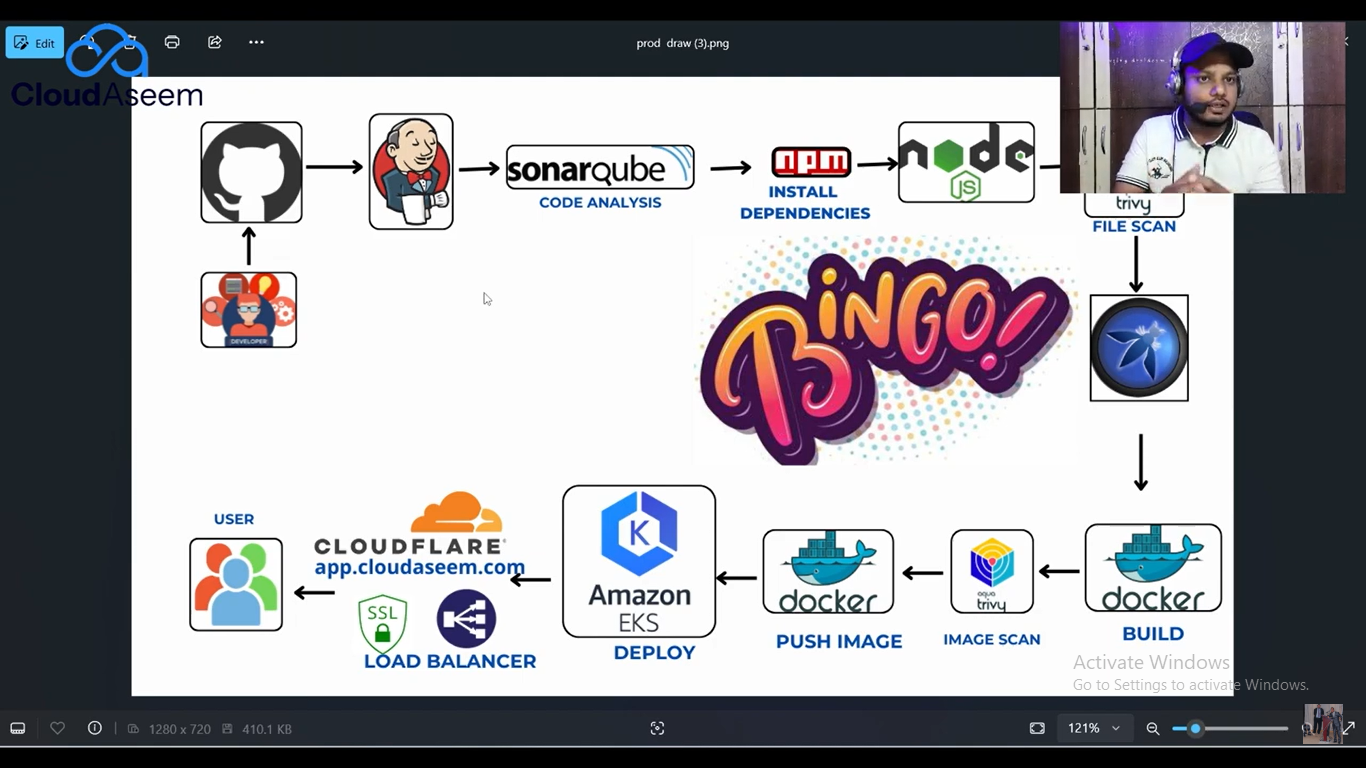 Edit
prod draw (3).png
CloudAseem
sonarqube
CODE ANALYSIS
npm
INSTALL
DEPENDENCIES
node
JS
trivy
FILE SCAN
DEVELOPER
BINGO!
USER
CLOUDFLARE
app.cloudaseem.com
SSL
LOAD BALANCER
K
Amazon
EKS
DEPLOY
docker
PUSH IMAGE
aqua
trivy
IMAGE SCAN
docker
BUILD
Activate Windows
Go to Settings to activate Windows.
1280 x 720
410.1 KB
121%